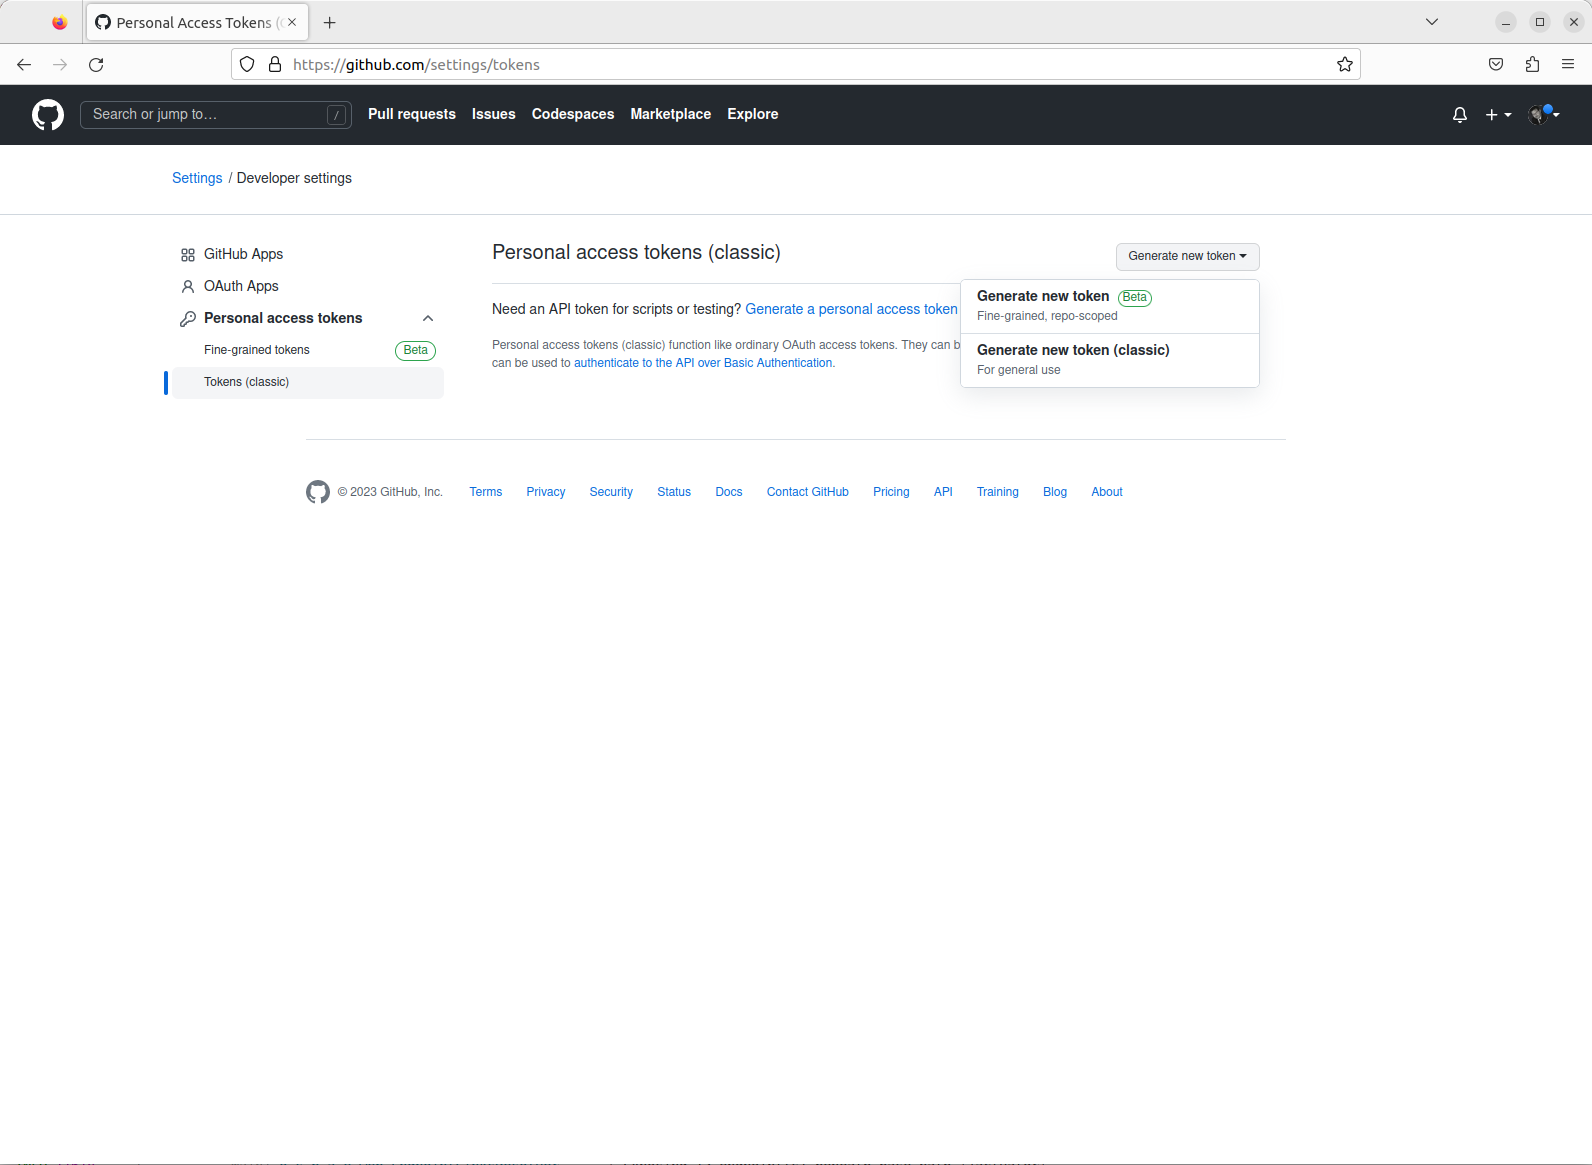 Personal Access Tokens (
https://github.com/settings/tokens
Search or jump to… /
Pull requests Issues Codespaces Marketplace Explore
Settings / Developer settings
GitHub Apps
OAuth Apps
Personal access tokens
Fine-grained tokens Beta
Tokens (classic)
Personal access tokens (classic)
Generate new token
Need an API token for scripts or testing? Generate a personal access token
Personal access tokens (classic) function like ordinary OAuth access tokens. They can b
can be used to authenticate to the API over Basic Authentication.
Generate new token Beta
Fine-grained, repo-scoped
Generate new token (classic)
For general use
© 2023 GitHub, Inc. Terms Privacy Security Status Docs Contact GitHub Pricing API Training Blog About